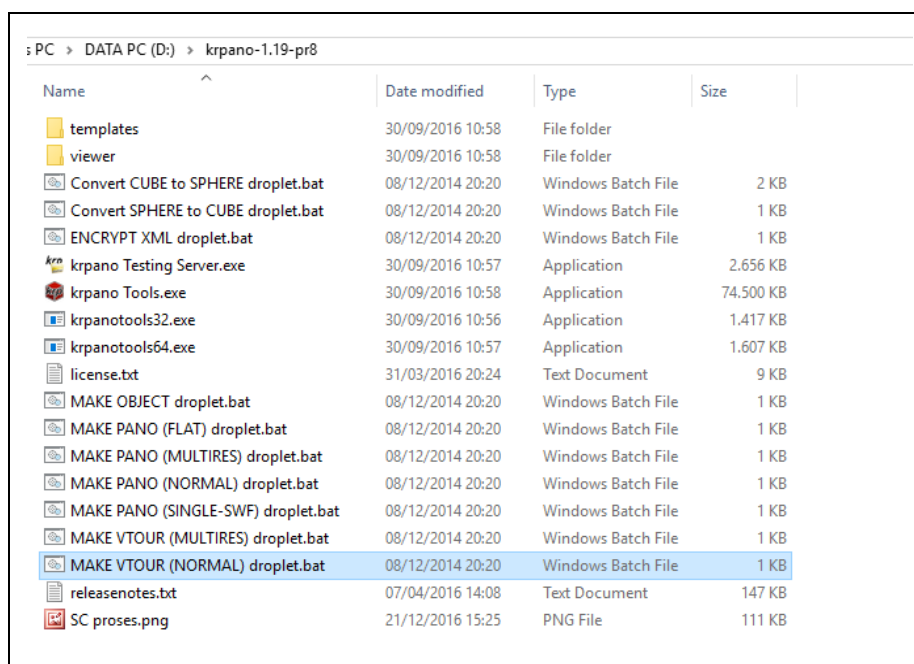 s PC > DATA PC (D:) > krpano-1.19-pr8
Name Date modified Type Size
templates 30/09/2016 10:58 File folder
viewer 30/09/2016 10:58 File folder
Convert CUBE to SPHERE droplet.bat 08/12/2014 20:20 Windows Batch File 2 KB
Convert SPHERE to CUBE droplet.bat 08/12/2014 20:20 Windows Batch File 1 KB
ENCRYPT XML droplet.bat 08/12/2014 20:20 Windows Batch File 1 KB
krpano Testing Server.exe 30/09/2016 10:57 Application 2.656 KB
krpano Tools.exe 30/09/2016 10:58 Application 74.500 KB
krpanotools32.exe 30/09/2016 10:56 Application 1.417 KB
krpanotools64.exe 30/09/2016 10:57 Application 1.607 KB
license.txt 31/03/2016 20:24 Text Document 9 KB
MAKE OBJECT droplet.bat 08/12/2014 20:20 Windows Batch File 1 KB
MAKE PANO (FLAT) droplet.bat 08/12/2014 20:20 Windows Batch File 1 KB
MAKE PANO (MULTIRES) droplet.bat 08/12/2014 20:20 Windows Batch File 1 KB
MAKE PANO (NORMAL) droplet.bat 08/12/2014 20:20 Windows Batch File 1 KB
MAKE PANO (SINGLE-SWF) droplet.bat 08/12/2014 20:20 Windows Batch File 1 KB
MAKE VTOUR (MULTIRES) droplet.bat 08/12/2014 20:20 Windows Batch File 1 KB
MAKE VTOUR (NORMAL) droplet.bat 08/12/2014 20:20 Windows Batch File 1 KB
releasenotes.txt 07/04/2016 14:08 Text Document 147 KB
SC proses.png 21/12/2016 15:25 PNG File 111 KB